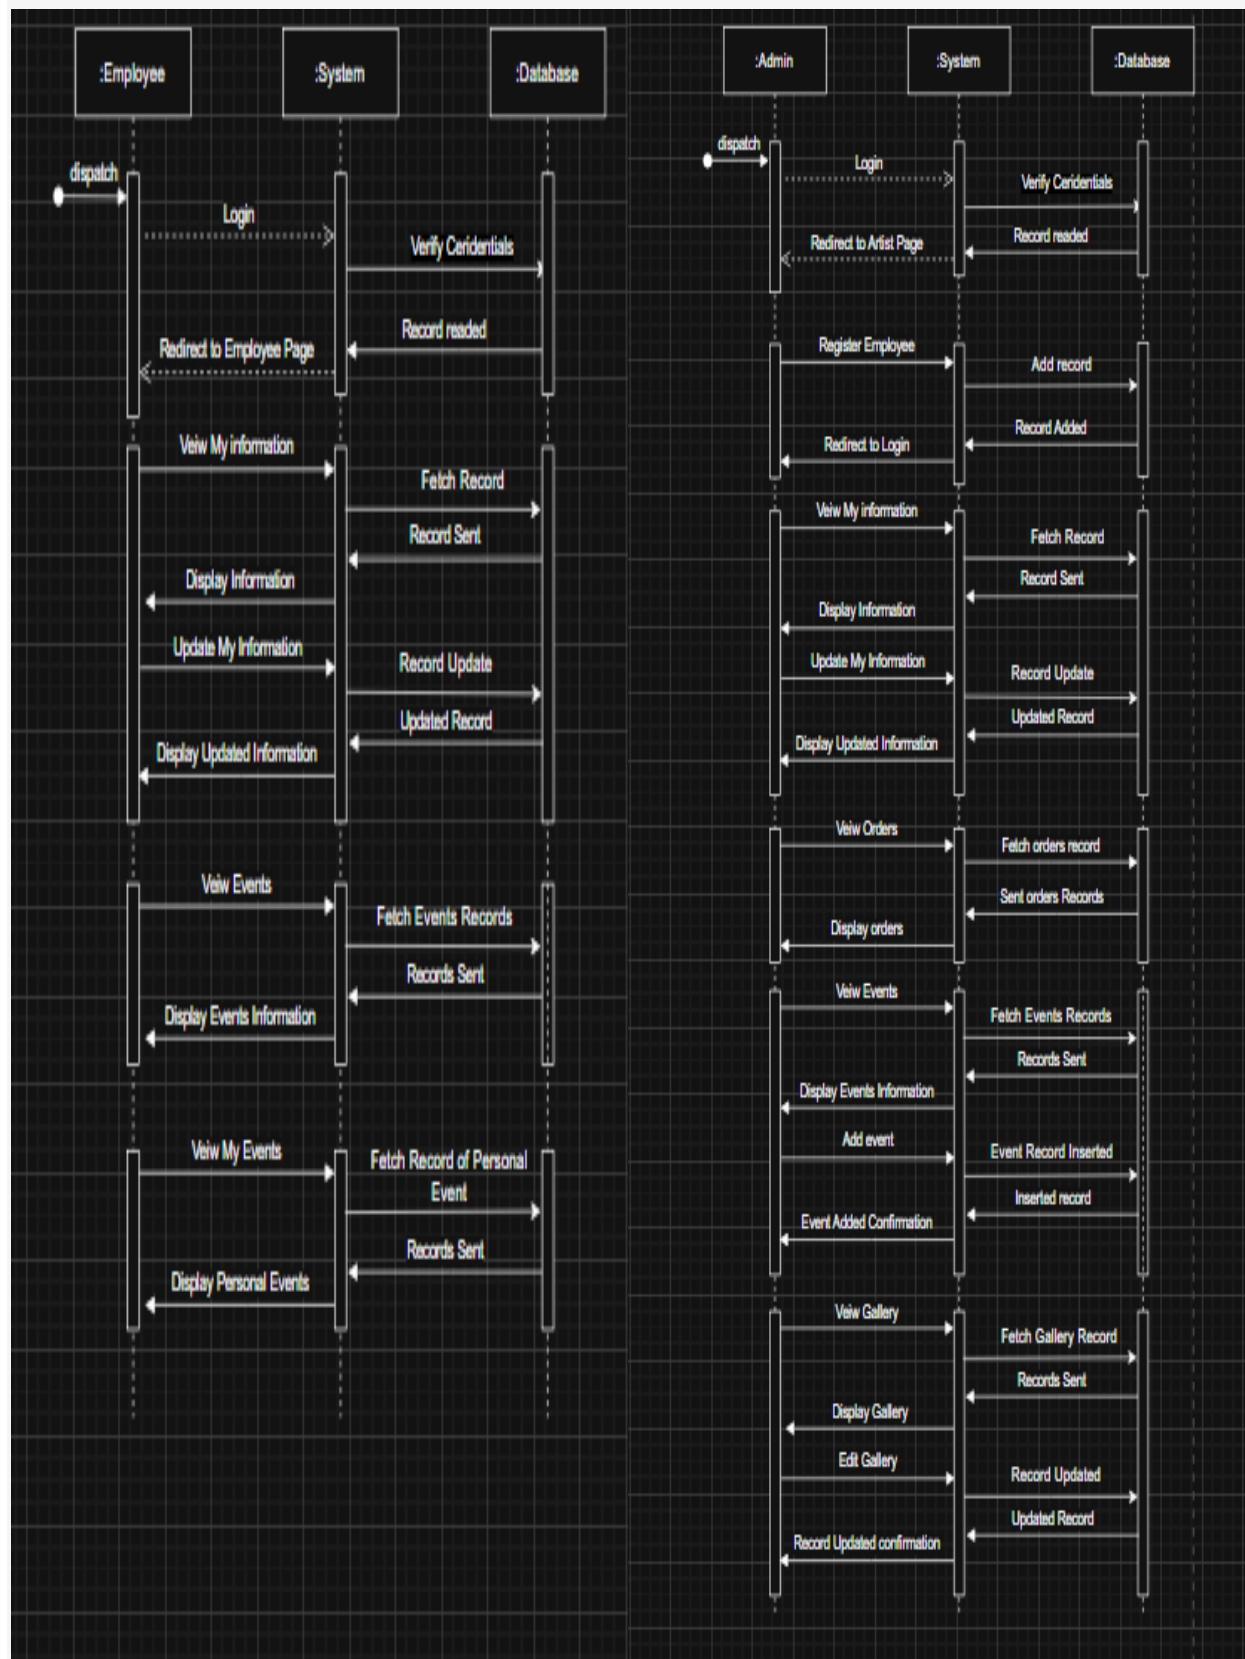 :Employee
:System
:Database
dispatch
Login
Verify Ceridentials
Record readed
Redirect to Employee Page
Veiw My information
Fetch Record
Record Sent
Display Information
Update My Information
Record Update
Updated Record
Display Updated Information
Veiw Events
Fetch Events Records
Records Sent
Display Events Information
Veiw My Events
Fetch Record of Personal
Event
Records Sent
Display Personal Events
:Admin
:System
:Database
dispatch
Login
Verify Ceridentials
Record readed
Redirect to Artist Page
Register Employee
Add record
Record Added
Redirect to Login
Veiw My information
Fetch Record
Record Sent
Display Information
Update My Information
Record Update
Updated Record
Display Updated Information
Veiw Orders
Fetch orders record
Sent orders Records
Display orders
Veiw Events
Fetch Events Records
Records Sent
Display Events Information
Add event
Event Record Inserted
Inserted record
Event Added Confirmation
Veiw Gallery
Fetch Gallery Record
Records Sent
Display Gallery
Edit Gallery
Record Updated
Updated Record
Record Updated confirmation